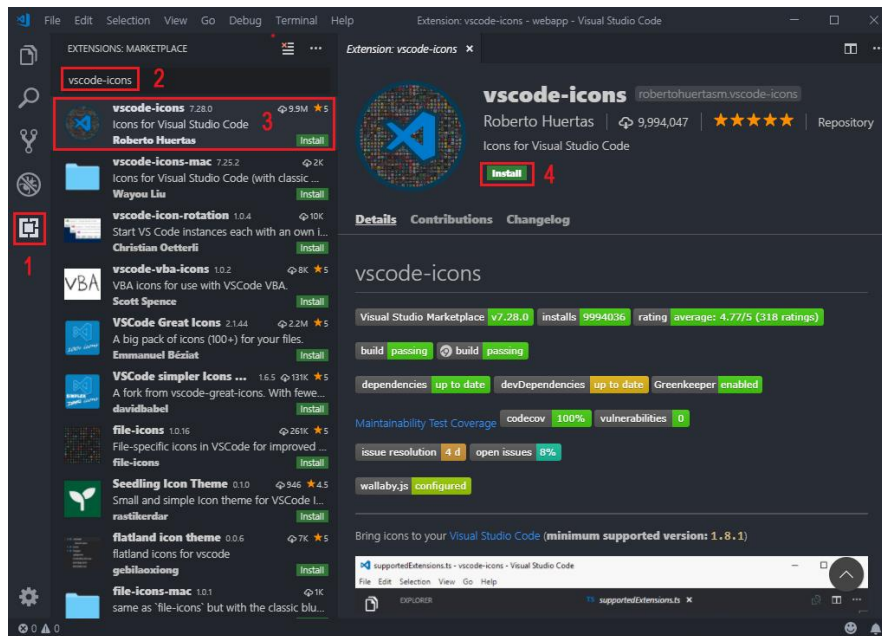 File Edit Selection View Go Debug Terminal Help Extension: vscode-icons - webapp - Visual Studio Code
EXTENSIONS: MARKETPLACE
vscode-icons 2
vscode-icons 7.28.0 9.9M ★5
Icons for Visual Studio Code 3
Roberto Huertas Install
vscode-icons-mac 7.25.2 2K
Icons for Visual Studio Code (with classic ...
Wayou Liu Install
vscode-icon-rotation 1.0.4 10K
Start VS Code instances each with an own i...
Christian Oetterli Install
1
VBA
vscode-vba-icons 1.0.2 8K ★5
VBA icons for use with VSCode VBA.
Scott Spence Install
VSCode Great Icons 2.1.44 2.2M ★5
A big pack of icons (100+) for your files.
Emmanuel Béziat Install
VSCode simpler Icons ... 1.6.5 131K ★5
A fork from vscode-great-icons. With fewe...
davidbabel Install
file-icons 1.0.16 261K ★5
File-specific icons in VSCode for improved ...
file-icons Install
Seedling Icon Theme 0.1.0 946 ★4.5
Small and simple Icon theme for VSCode I...
rastikerdar Install
flatland icon theme 0.0.6 7K ★5
flatland icons for vscode
gebilaoxiong Install
file-icons-mac 1.0.1 1K
same as `file-icons` but with the classic blu...
Install
0 0
Extension: vscode-icons
vscode-icons robertohuertasm.vscode-icons
Roberto Huertas | 9,994,047 | ★★★★★ | Repository
Icons for Visual Studio Code
Install 4
Details Contributions Changelog
vscode-icons
Visual Studio Marketplace v7.28.0 installs 9994036 rating average: 4.77/5 (318 ratings)
build passing build passing
dependencies up to date devDependencies up to date Greenkeeper enabled
Maintainability Test Coverage codecov 100% vulnerabilities 0
issue resolution 4 d open issues 8%
wallaby.js configured
Bring icons to your Visual Studio Code (minimum supported version: 1.8.1)
supportedExtensions.ts - vscode-icons - Visual Studio Code
File Edit Selection View Go Help
EXPLORER TS supportedExtensions.ts